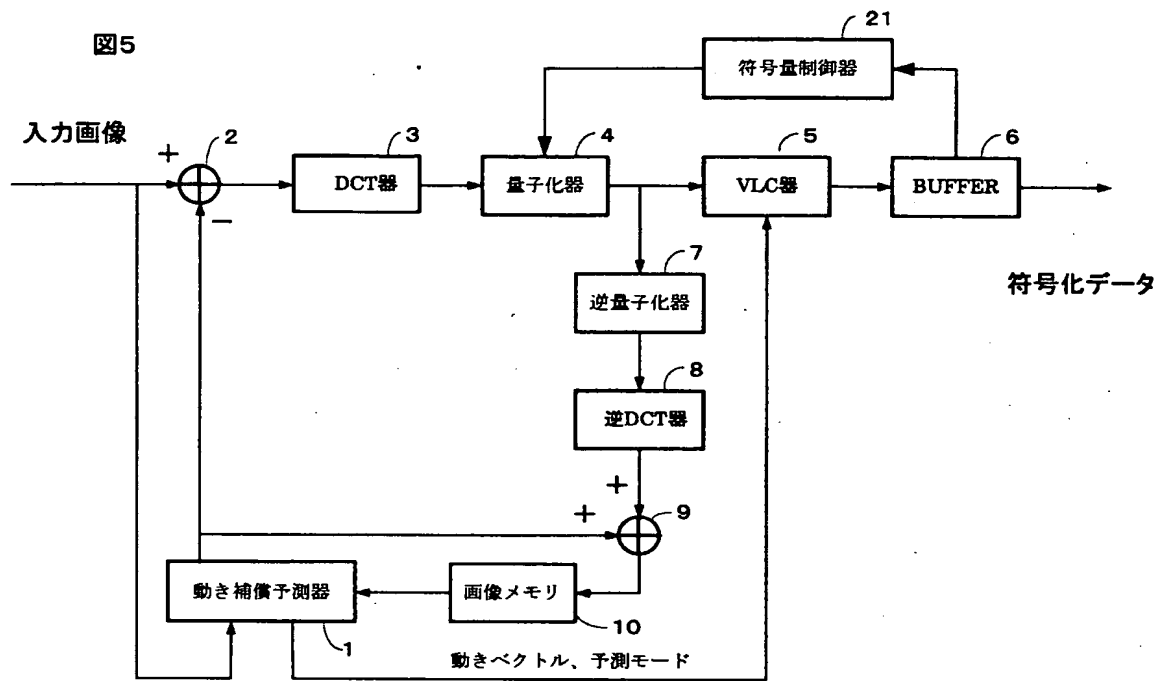 図5
21
符号量制御器
入力画像
+
2
3
4
5
6
DCT器
量子化器
VLC器
BUFFER
−
7
逆量子化器
符号化データ
8
逆DCT器
+
+
9
動き補償予測器
画像メモリ
1
10
動きベクトル、予測モード